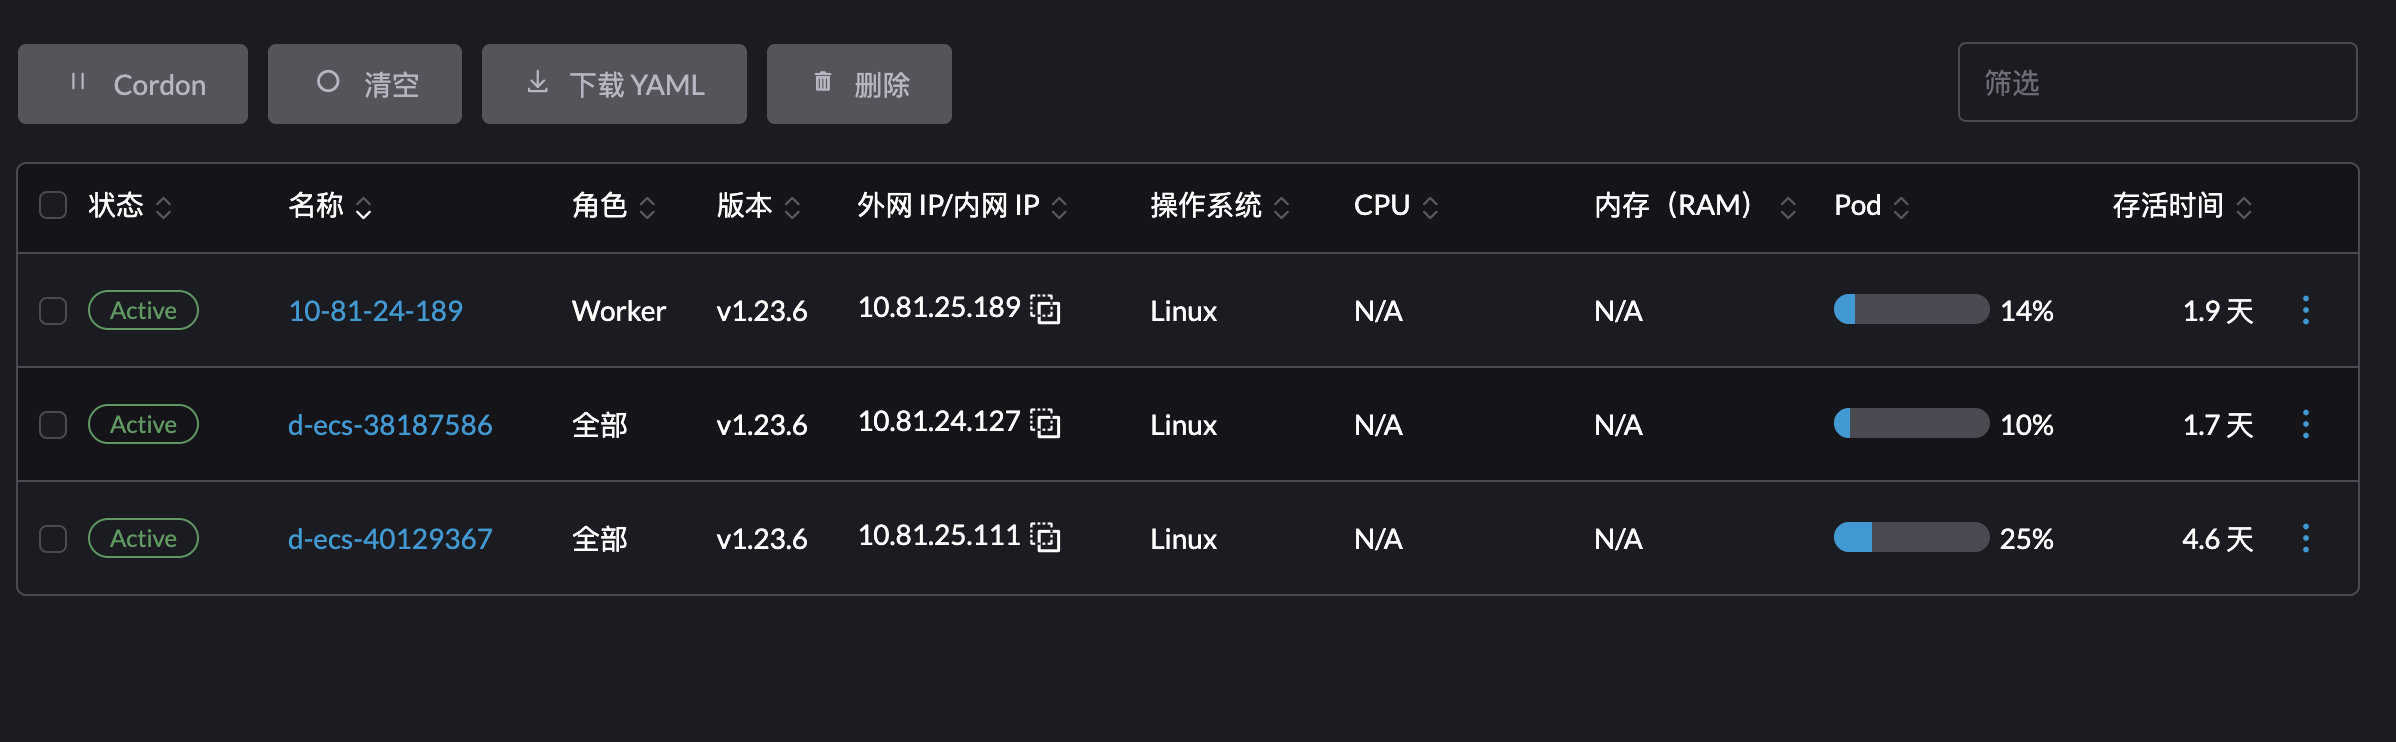 Cordon 清空 下载 YAML 删除 筛选
状态 名称 角色 版本 外网 IP/内网 IP 操作系统 CPU 内存（RAM） Pod 存活时间
Active 10-81-24-189 Worker v1.23.6 10.81.25.189 Linux N/A N/A 14% 1.9 天
Active d-ecs-38187586 全部 v1.23.6 10.81.24.127 Linux N/A N/A 10% 1.7 天
Active d-ecs-40129367 全部 v1.23.6 10.81.25.111 Linux N/A N/A 25% 4.6 天